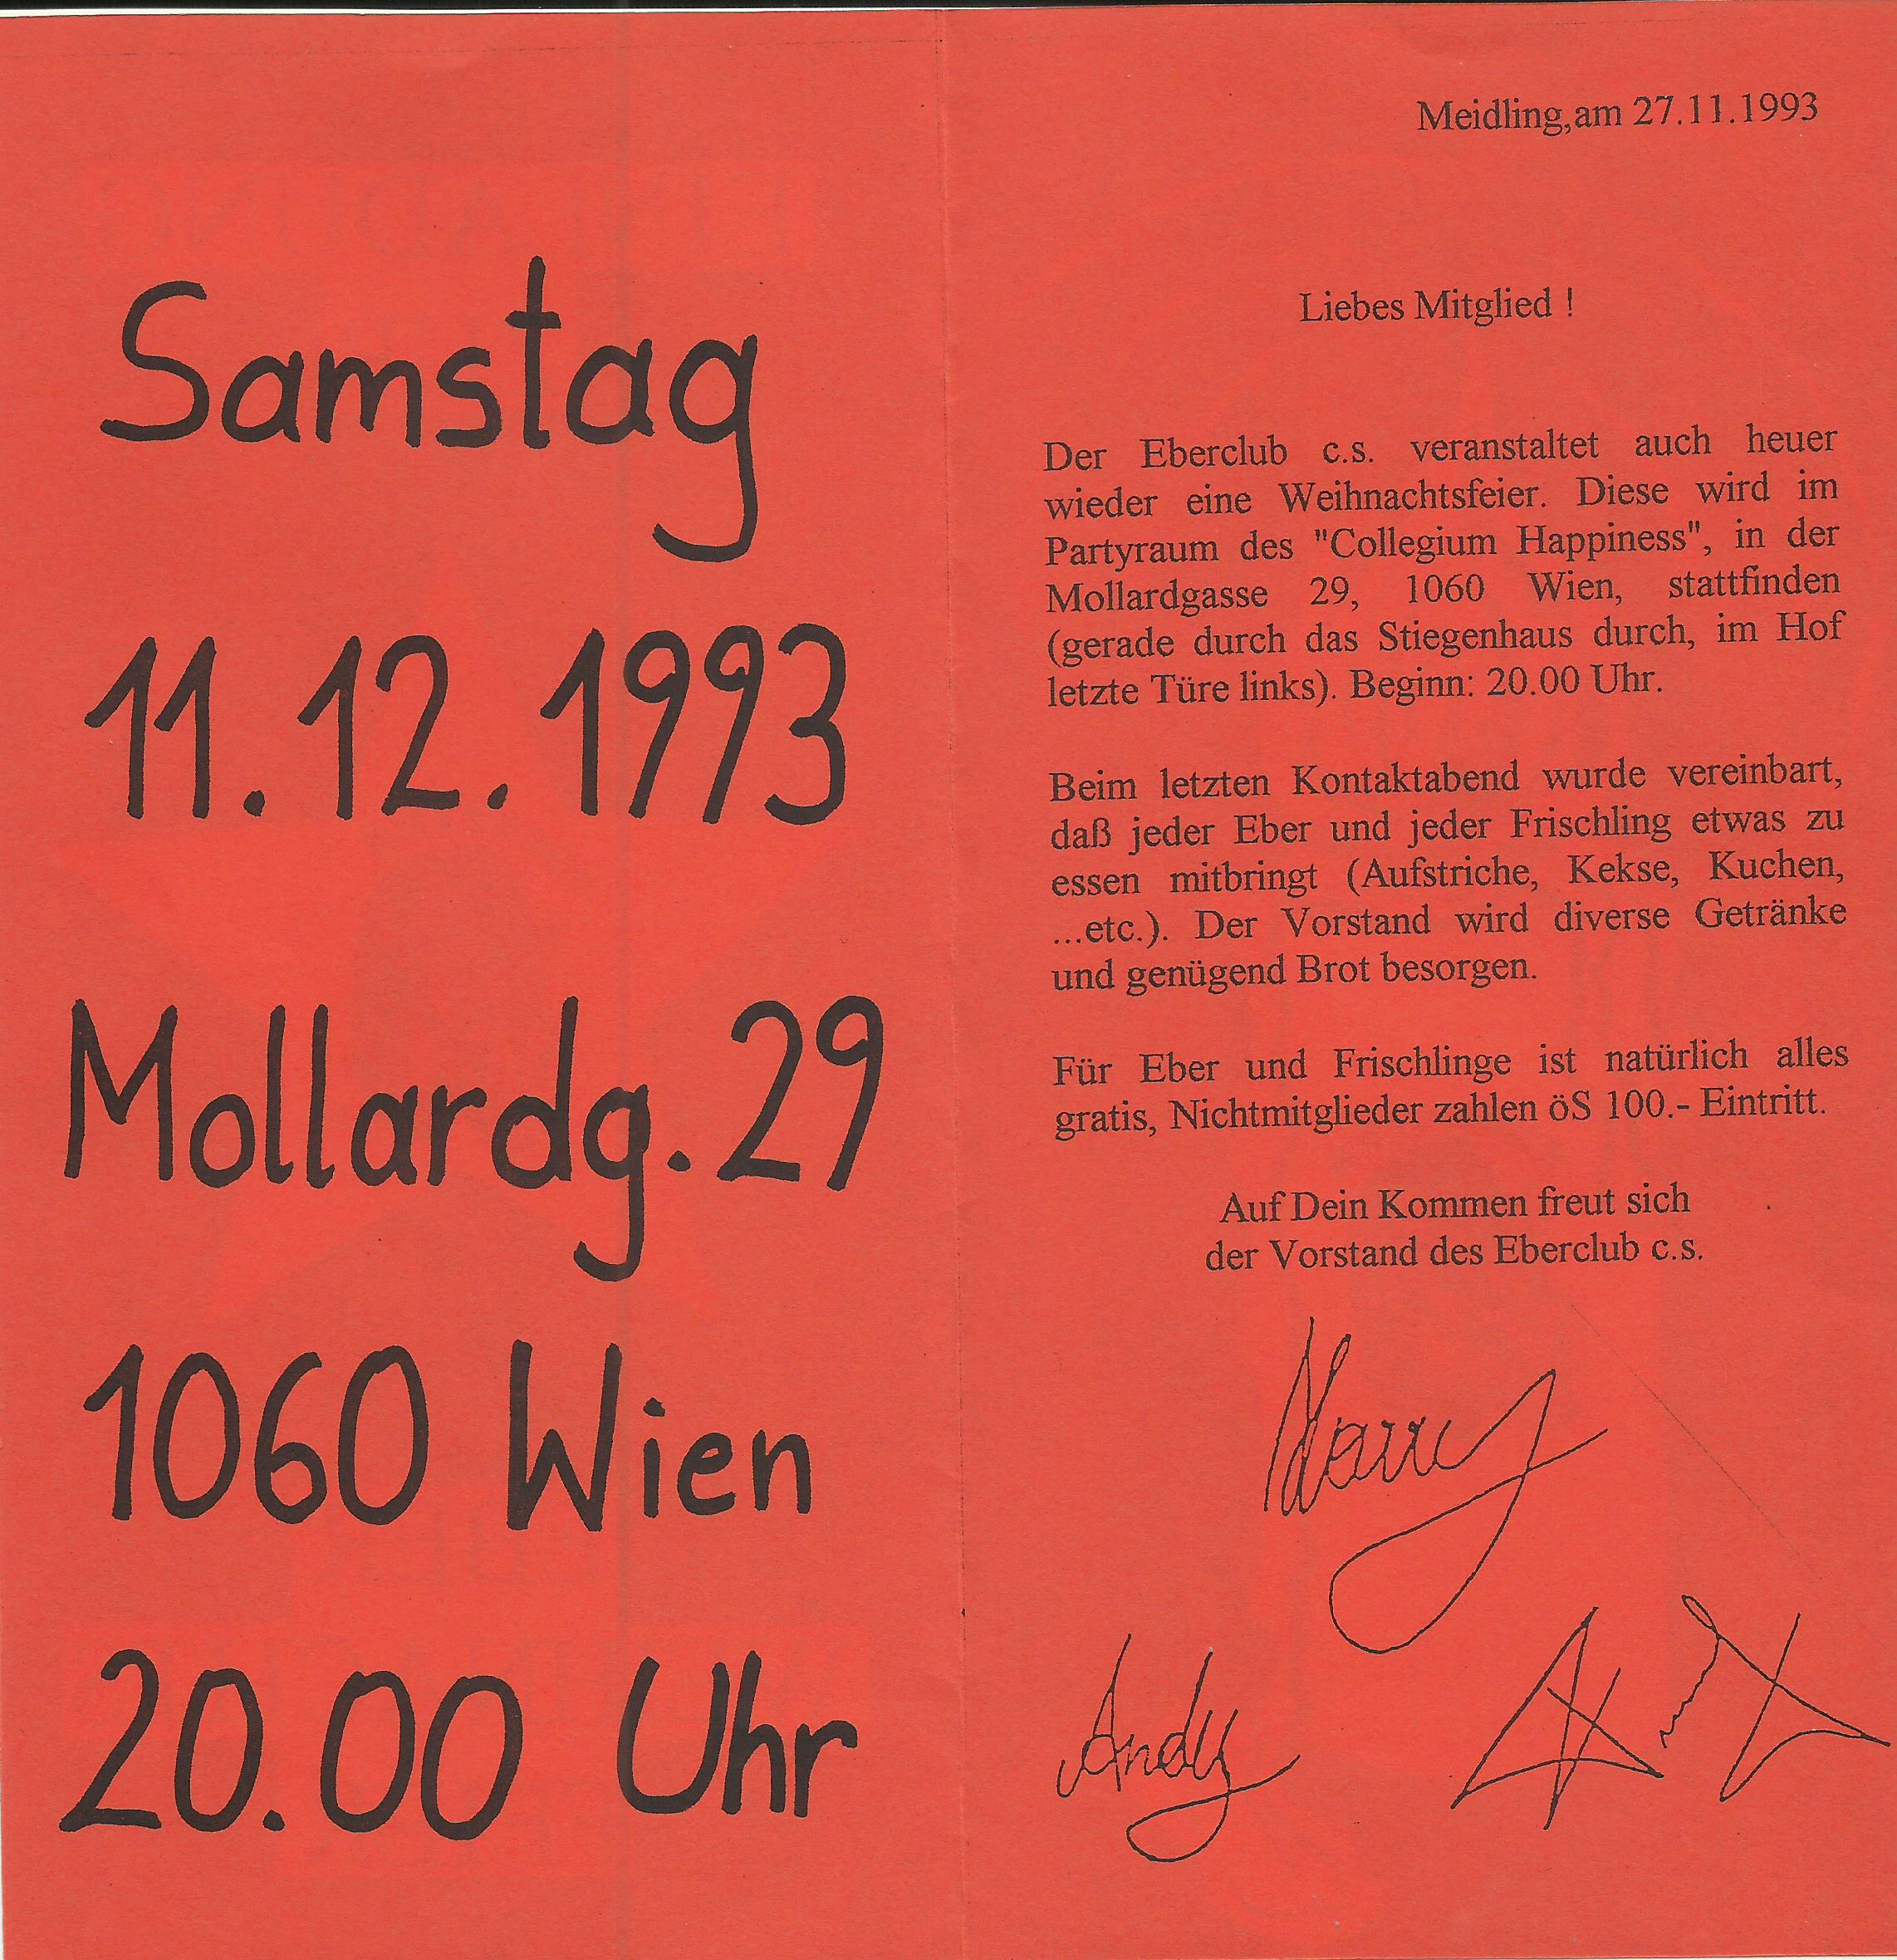 Samstag
11.12.1993
Mollardg. 29
1060 Wien
20.00 Uhr
Meidling,am 27.11.1993
Liebes Mitglied !
Der Eberclub c.s. veranstaltet auch heuer
wieder eine Weihnachtsfeier. Diese wird im
Partyraum des "Collegium Happiness", in der
Mollardgasse 29, 1060 Wien, stattfinden
(gerade durch das Stiegenhaus durch, im Hof
letzte Türe links). Beginn: 20.00 Uhr.
Beim letzten Kontaktabend wurde vereinbart,
daß jeder Eber und jeder Frischling etwas zu
essen mitbringt (Aufstriche, Kekse, Kuchen,
...etc.). Der Vorstand wird diverse Getränke
und genügend Brot besorgen.
Für Eber und Frischlinge ist natürlich alles
gratis, Nichtmitglieder zahlen öS 100.- Eintritt.
Auf Dein Kommen freut sich
der Vorstand des Eberclub c.s.
Harry
Andy